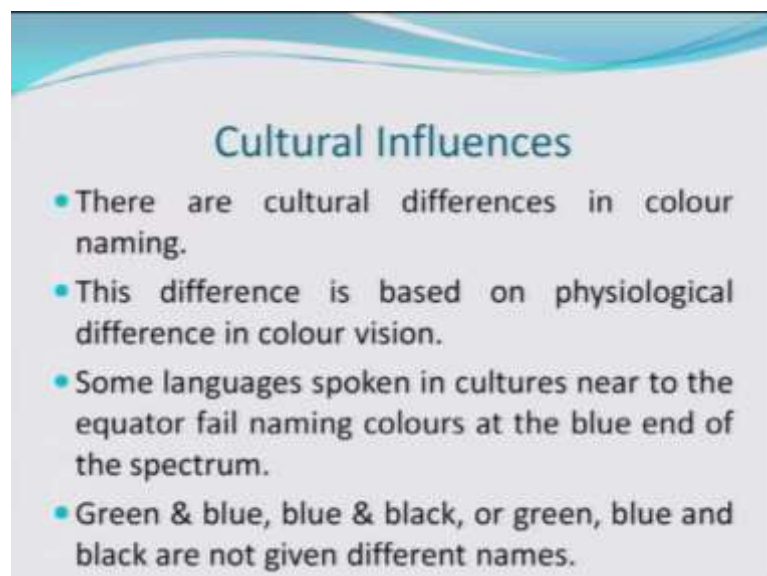 Cultural Influences
• There are cultural differences in colour
naming.
• This difference is based on physiological
difference in colour vision.
• Some languages spoken in cultures near to the
equator fail naming colours at the blue end of
the spectrum.
• Green & blue, blue & black, or green, blue and
black are not given different names.